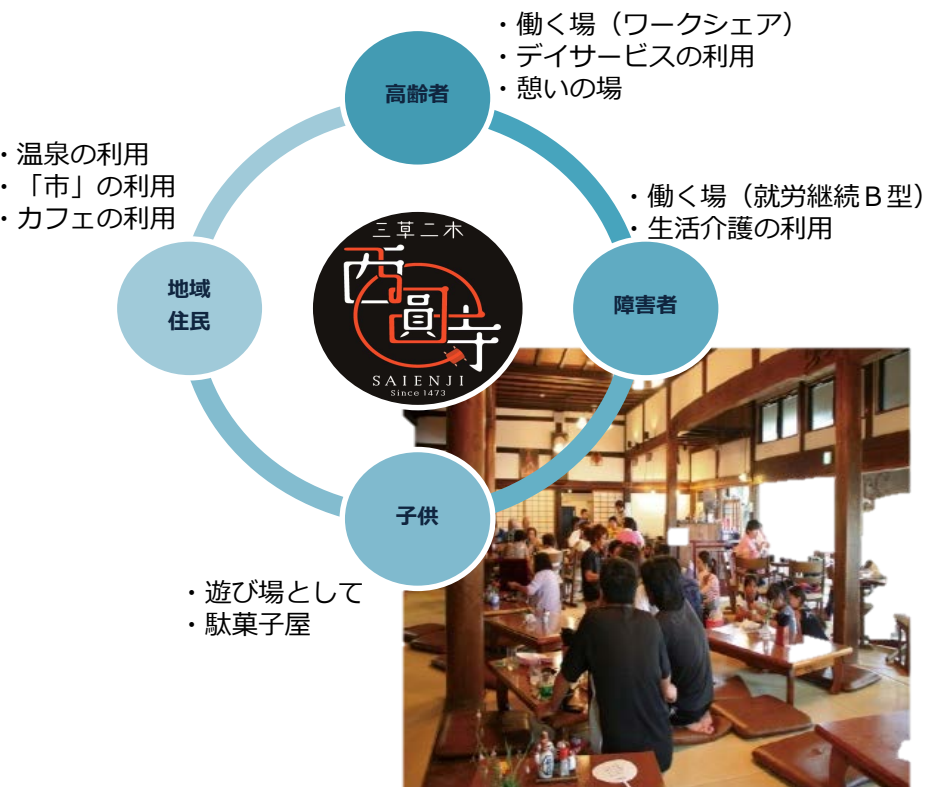 ・働く場（ワークシェア）
・デイサービスの利用
・憩いの場
高齢者
・温泉の利用
・「市」の利用
・カフェの利用
・働く場（就労継続Ｂ型）
・生活介護の利用
地域
住民
三草二木
西圓寺
SAIENJI
Since 1473
障害者
子供
・遊び場として
・駄菓子屋